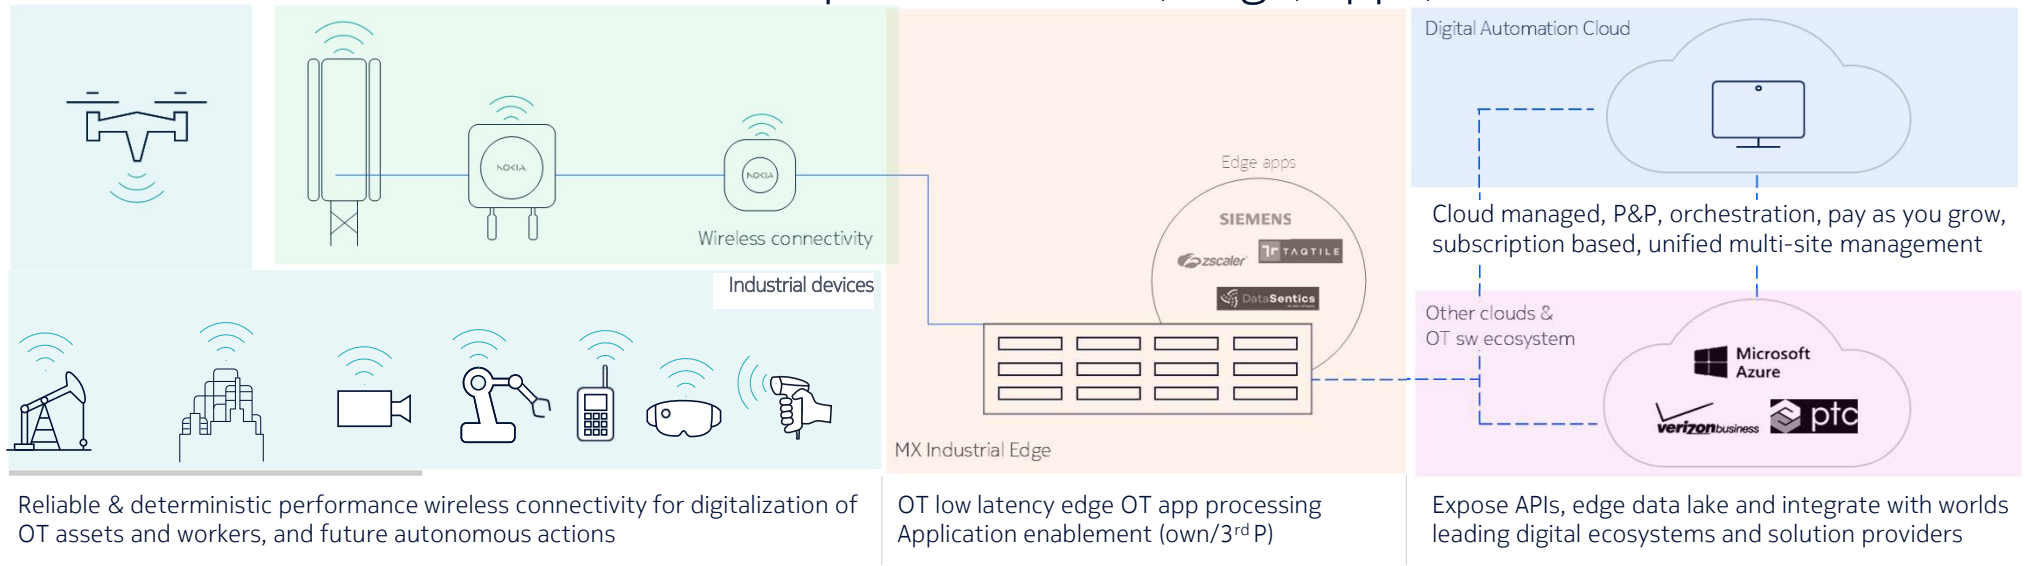 Digital Automation Cloud
NOKIA
NOKIA
Wireless connectivity
Edge apps
SIEMENS
zscaler
TAQTILE
DataSentics
Cloud managed, P&P, orchestration, pay as you grow,
subscription based, unified multi-site management
Industrial devices
Other clouds &
OT sw ecosystem
Microsoft
Azure
verizon business
ptc
MX Industrial Edge
Reliable & deterministic performance wireless connectivity for digitalization of
OT assets and workers, and future autonomous actions
OT low latency edge OT app processing
Application enablement (own/3rd P)
Expose APIs, edge data lake and integrate with worlds
leading digital ecosystems and solution providers